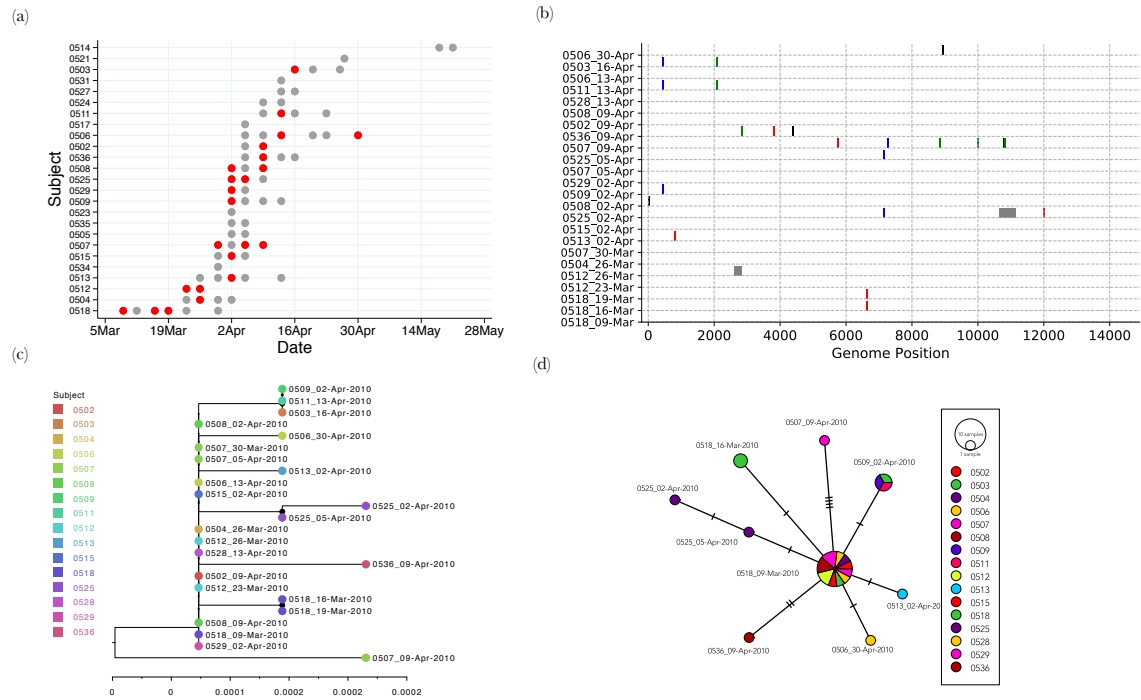 (a)
0514
0521
0503
0531
0527
0524
0511
0517
0506
0502
0536
0508
0525
0529
0509
0523
0535
0505
0507
0515
0534
0513
0512
0504
0518
Subject
5Mar
19Mar
2Apr
16Apr
30Apr
14May
28May
Date
(b)
0506_30-Apr
0503_16-Apr
0506_13-Apr
0511_13-Apr
0528_13-Apr
0508_09-Apr
0502_09-Apr
0536_09-Apr
0507_09-Apr
0525_05-Apr
0507_05-Apr
0529_02-Apr
0509_02-Apr
0508_02-Apr
0525_02-Apr
0515_02-Apr
0513_02-Apr
0507_30-Mar
0504_26-Mar
0512_26-Mar
0512_23-Mar
0518_19-Mar
0518_16-Mar
0518_09-Mar
0
2000
4000
6000
8000
10000
12000
14000
Genome Position
(c)
Subject
0502
0503
0504
0506
0507
0508
0509
0511
0512
0513
0515
0518
0525
0528
0529
0536
0509_02-Apr-2010
0511_13-Apr-2010
0503_16-Apr-2010
0508_02-Apr-2010
0506_30-Apr-2010
0507_30-Mar-2010
0507_05-Apr-2010
0513_02-Apr-2010
0506_13-Apr-2010
0515_02-Apr-2010
0525_02-Apr-2010
0525_05-Apr-2010
0504_26-Mar-2010
0512_26-Mar-2010
0528_13-Apr-2010
0536_09-Apr-2010
0502_09-Apr-2010
0512_23-Mar-2010
0518_16-Mar-2010
0518_19-Mar-2010
0508_09-Apr-2010
0518_09-Mar-2010
0529_02-Apr-2010
0507_09-Apr-2010
0
0
0.0001
0.0002
0.0002
0.0002
(d)
0507_09-Apr-2010
0518_16-Mar-2010
0509_02-Apr-2010
0525_02-Apr-2010
0525_05-Apr-2010
0518_09-Mar-2010
0513_02-Apr-20
0536_09-Apr-2010
0506_30-Apr-2010
10 samples
1 sample
0502
0503
0504
0506
0507
0508
0509
0511
0512
0513
0515
0518
0525
0528
0529
0536